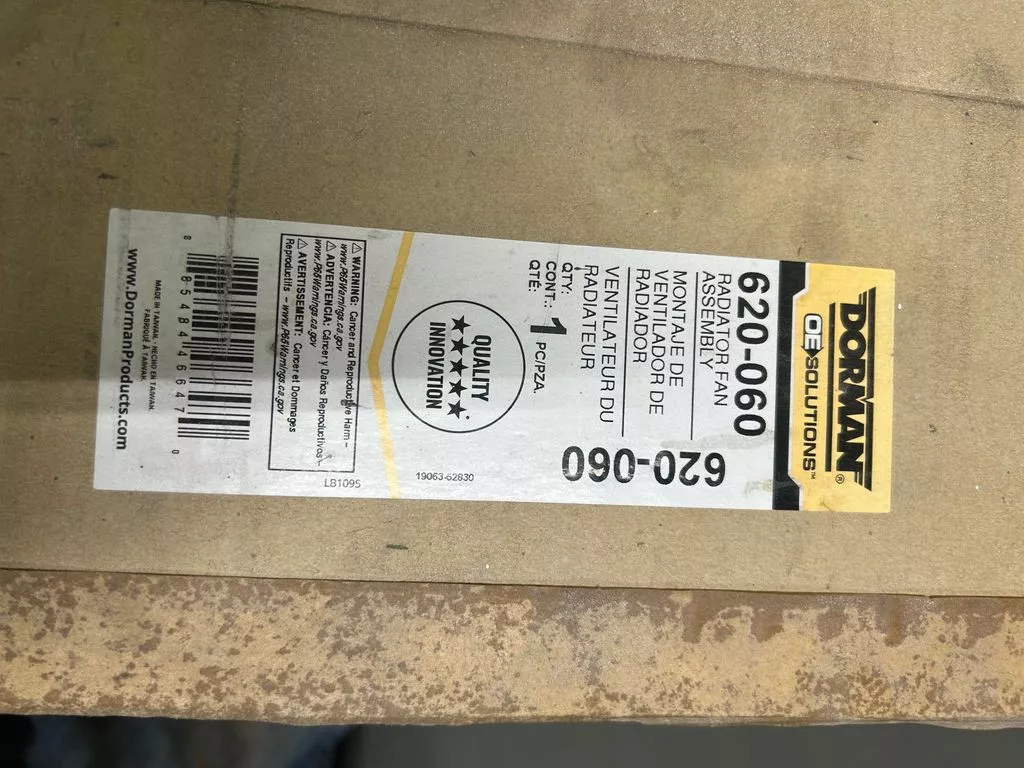 DORMAN®
OE SOLUTIONS™
620-060
620-060
RADIATOR FAN
ASSEMBLY
MONTAJE DE
VENTILADOR DE
RADIADOR
VENTILATEUR DU
RADIATEUR
QTY:
CONT.: 1 PC/PZA.
QTÉ:
QUALITY
INNOVATION
19063-62830
⚠WARNING: Cancer and Reproductive Harm –
www.P65Warnings.ca.gov
⚠ADVERTENCIA: Cáncer y Daños Reproductivos –
www.P65Warnings.ca.gov
⚠AVERTISSEMENT: Cancer et Dommages
Reproductifs – www.P65Warnings.ca.gov
LB1095
8 85484 46647 0
MADE IN TAIWAN. HECHO EN TAIWAN.
FABRIQUÉ À TAIWAN.
www.DormanProducts.com